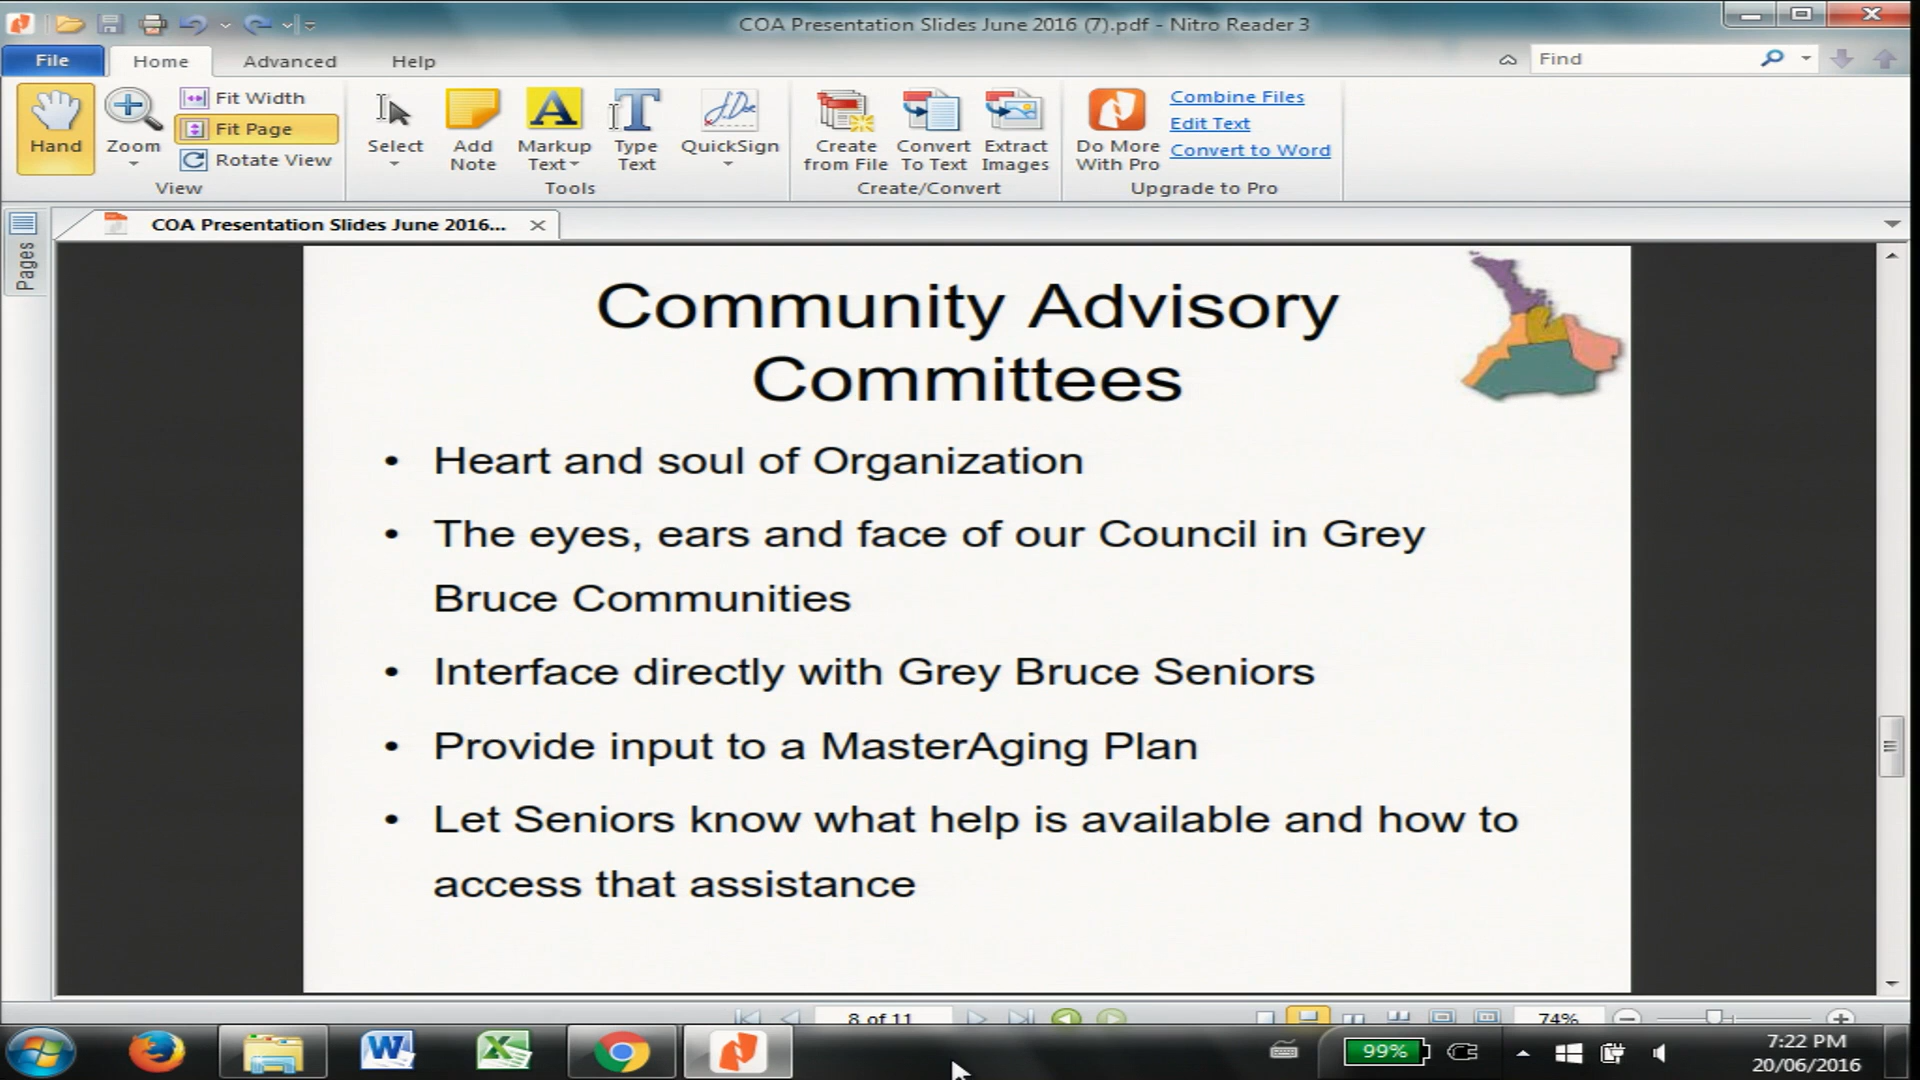 COA Presentation Slides June 2016 (7).pdf - Nitro Reader 3
File Home Advanced Help Find
Hand
Zoom
Fit Width
Fit Page
Rotate View
View
Select
Add Note
Markup Text
Type Text
QuickSign
Tools
Create from File
Convert To Text
Extract Images
Create/Convert
Do More With Pro
Combine Files
Edit Text
Convert to Word
Upgrade to Pro
COA Presentation Slides June 2016...
Pages
Community Advisory
Committees
• Heart and soul of Organization
• The eyes, ears and face of our Council in Grey
Bruce Communities
• Interface directly with Grey Bruce Seniors
• Provide input to a MasterAging Plan
• Let Seniors know what help is available and how to
access that assistance
8 of 11
74%
99%
7:22 PM
20/06/2016